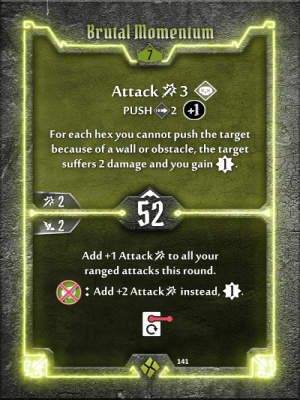 Brutal Momentum
7
Attack 3
PUSH 2 +1
For each hex you cannot push the target
because of a wall or obstacle, the target
suffers 2 damage and you gain 1.
2
52
2
Add +1 Attack to all your
ranged attacks this round.
: Add +2 Attack instead, 1.
141